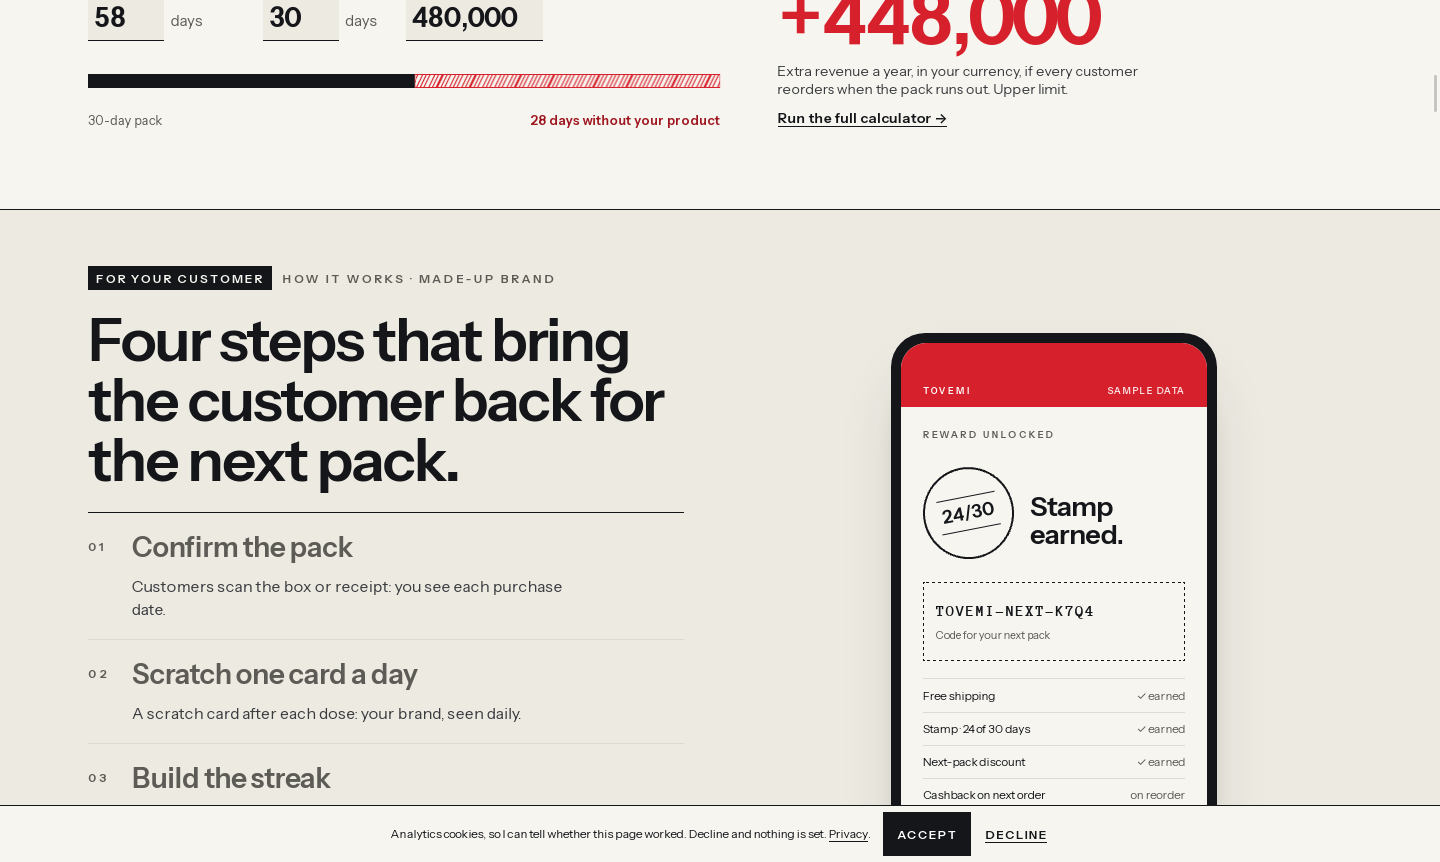 58 days 30 days 480,000
+448,000
Extra revenue a year, in your currency, if every customer
reorders when the pack runs out. Upper limit.
Run the full calculator →
30-day pack
28 days without your product
FOR YOUR CUSTOMER HOW IT WORKS · MADE-UP BRAND
Four steps that bring
the customer back for
the next pack.
01 Confirm the pack
Customers scan the box or receipt: you see each purchase
date.
02 Scratch one card a day
A scratch card after each dose: your brand, seen daily.
03 Build the streak
TOVEMI SAMPLE DATA
REWARD UNLOCKED
24/30
Stamp
earned.
TOVEMI–NEXT–K7Q4
Code for your next pack
Free shipping ✓ earned
Stamp · 24 of 30 days ✓ earned
Next-pack discount ✓ earned
Cashback on next order on reorder
Analytics cookies, so I can tell whether this page worked. Decline and nothing is set. Privacy. ACCEPT DECLINE